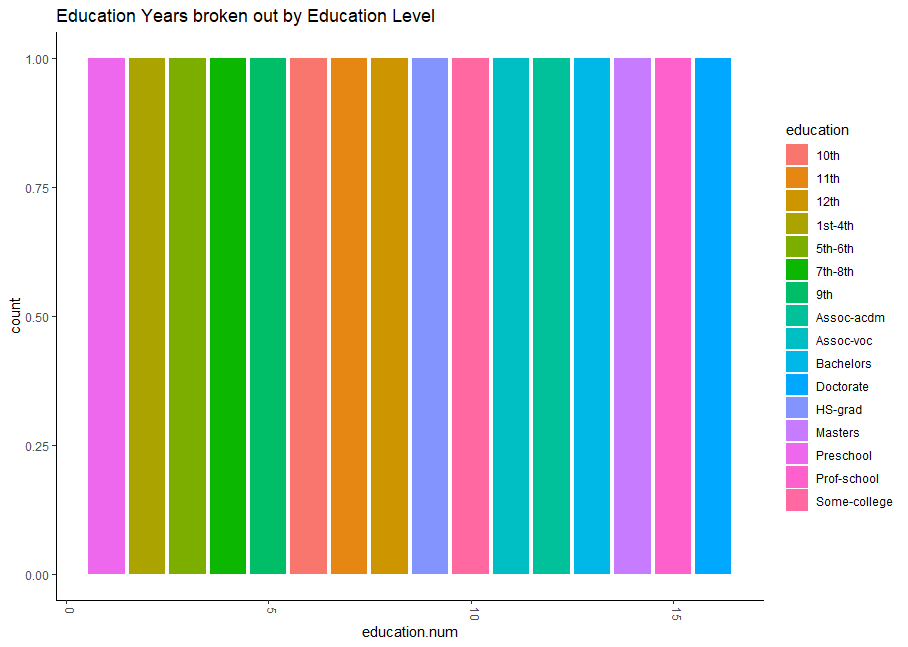 Education Years broken out by Education Level
1.00
0.75
0.50
0.25
0.00
count
0
5
10
15
education.num
education
10th
11th
12th
1st-4th
5th-6th
7th-8th
9th
Assoc-acdm
Assoc-voc
Bachelors
Doctorate
HS-grad
Masters
Preschool
Prof-school
Some-college